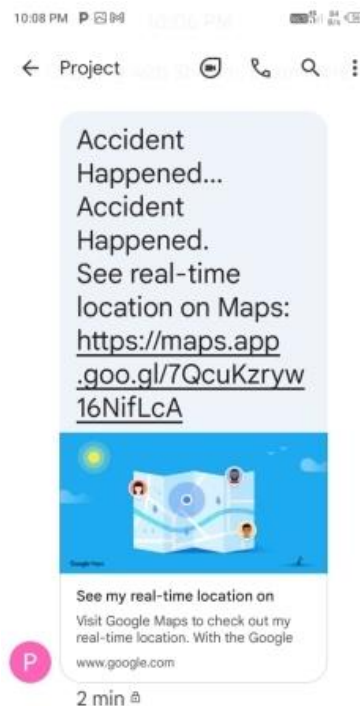 10:08 PM P
Project
Accident
Happened...
Accident
Happened.
See real-time
location on Maps:
https://maps.app
.goo.gl/7QcuKzryw
16NifLcA
Google Maps
See my real-time location on
Visit Google Maps to check out my
real-time location. With the Google
www.google.com
P
2 min